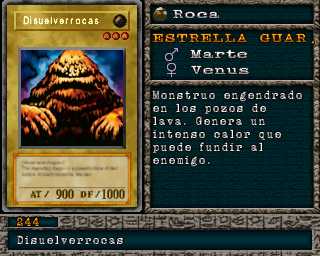 Disuelverrocas
AT/ 900 DF/1000
Roca
ESTRELLA GUAR.
♂ Marte
♀ Venus
Monstruo engendrado
en los pozos de
lava. Genera un
intenso calor que
puede fundir al
enemigo.
244
Disuelverrocas